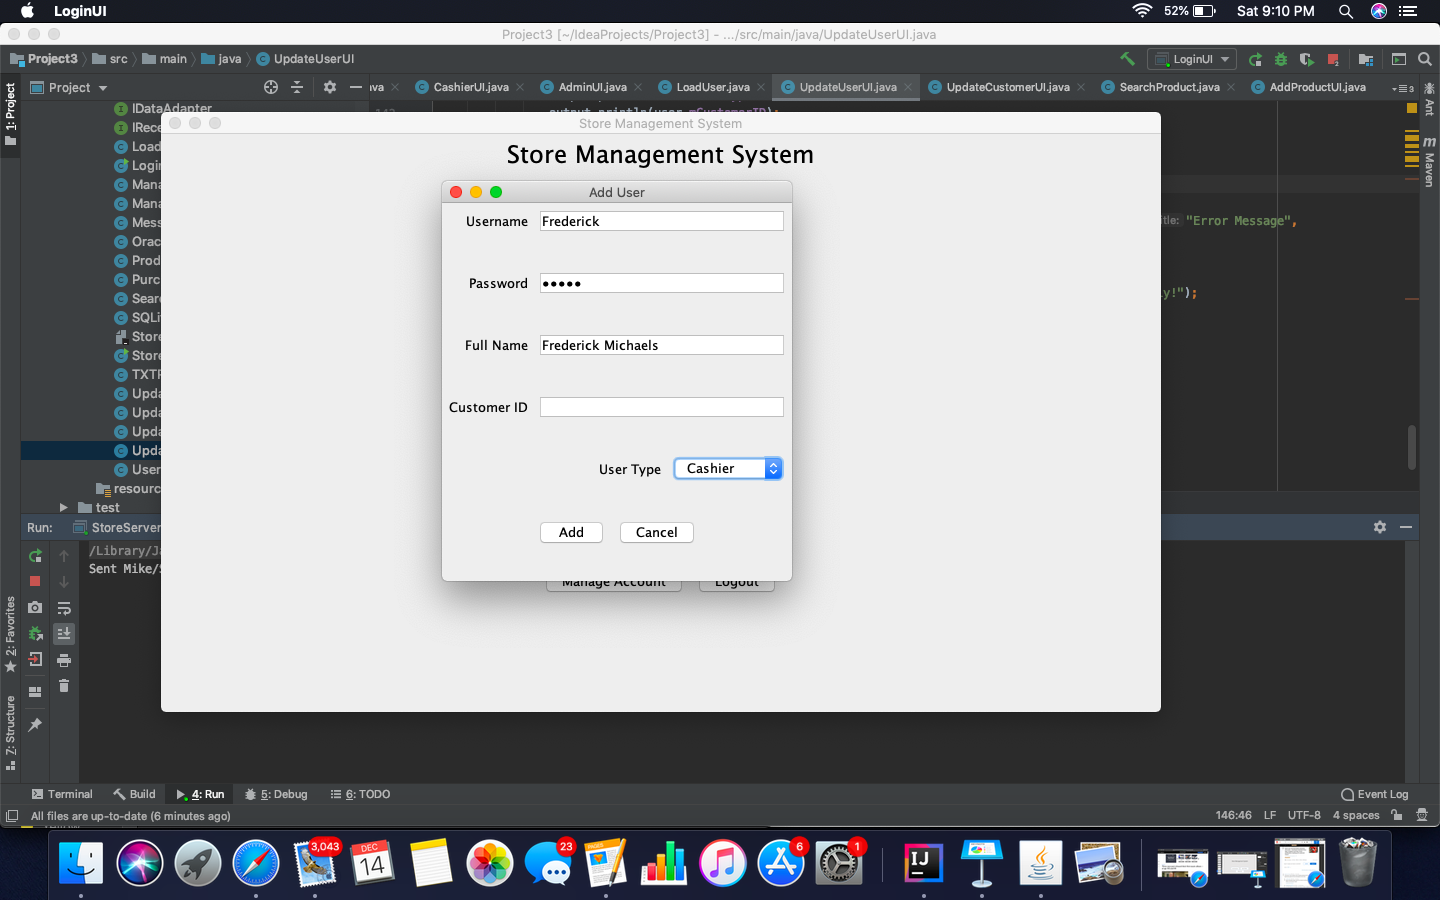 LoginUI
52%
Sat 9:10 PM
Project3 [~/IdeaProjects/Project3] - .../src/main/java/UpdateUserUI.java
Project3
src
main
java
UpdateUserUI
LoginUI
Project
CashierUI.java
AdminUI.java
LoadUser.java
UpdateUserUI.java
UpdateCustomerUI.java
SearchProduct.java
AddProductUI.java
1: Project
Ant
Maven
IDataAdapter
IRece
Load
Login
Mana
Mana
Mess
Orac
Prod
Purc
Sear
SQLi
Store
Store
TXTF
Upda
Upda
Upda
Upda
User
resourc
test
"Error Message",
y!");
Store Management System
Store Management System
Add User
Username
Frederick
Password
•••••
Full Name
Frederick Michaels
Customer ID
User Type
Cashier
Add
Cancel
Manage Account
Logout
Run:
StoreServer
/Library/Ja
Sent Mike/
2: Favorites
7: Structure
Terminal
Build
4: Run
5: Debug
6: TODO
Event Log
All files are up-to-date (6 minutes ago)
146:46
LF
UTF-8
4 spaces
3,043
DEC
14
23
PAGES
6
1
IJ